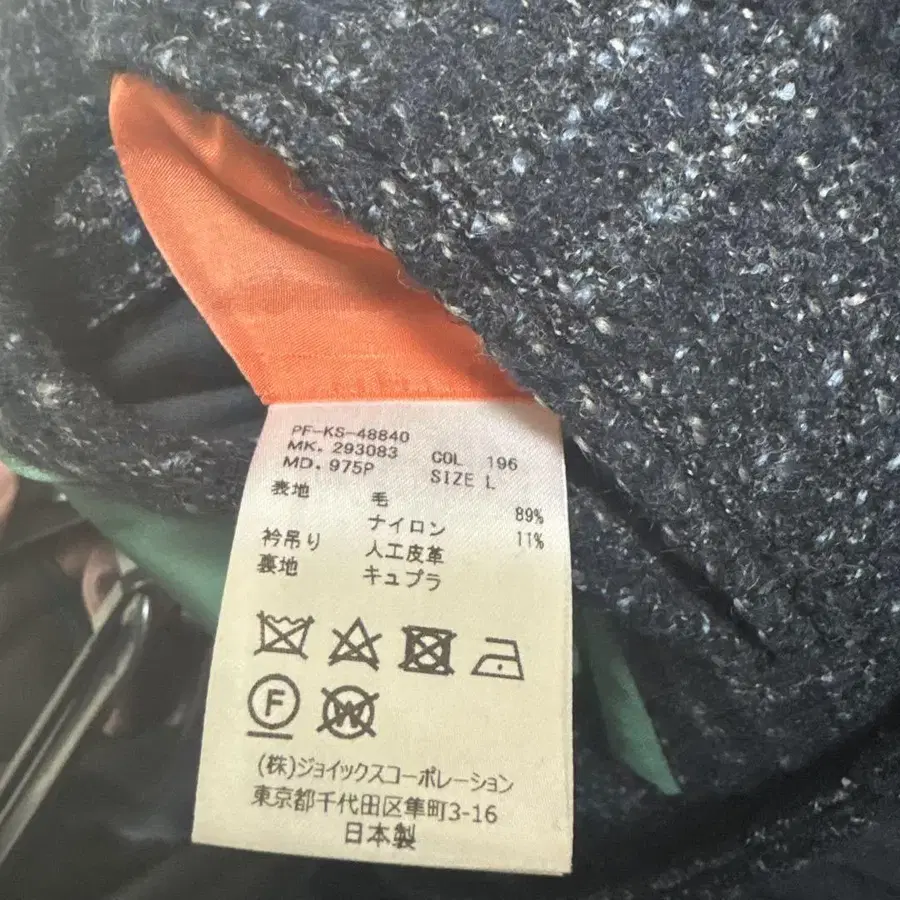 PF-KS-48840
MK. 293083 COL 196
MD. 975P SIZE L
表地 毛 89%
ナイロン 11%
衿吊り 人工皮革
裏地 キュプラ
F
W
(株)ジョイックスコーポレーション
東京都千代田区隼町3-16
日本製